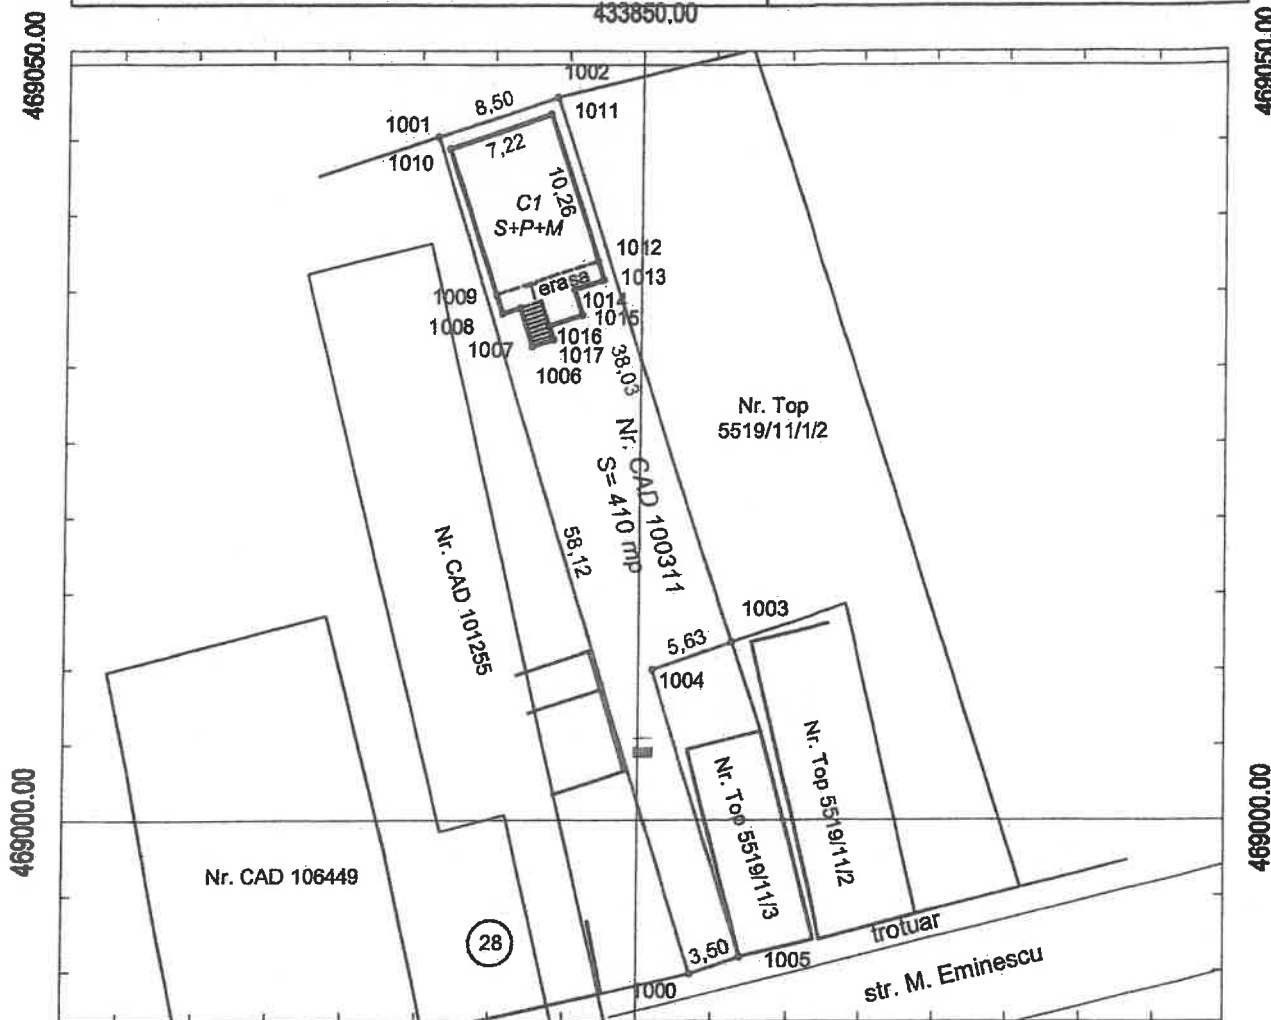 433850,00
469050.00
469050.00
1002
8,50
1011
1001
1010
7,22
10,26
C1
S+P+M
1012
1013
erasa
1009
1014
1008
1015
1007
1016
1017
1006
38,03
Nr. Top
5519/11/1/2
Nr. CAD 100311
S= 410 mp
58,12
Nr. CAD 101255
1003
5,63
1004
Nr. Top 5519/11/3
Nr. Top 5519/11/2
469000.00
469000.00
Nr. CAD 106449
28
3,50
1005
1000
trotuar
str. M. Eminescu